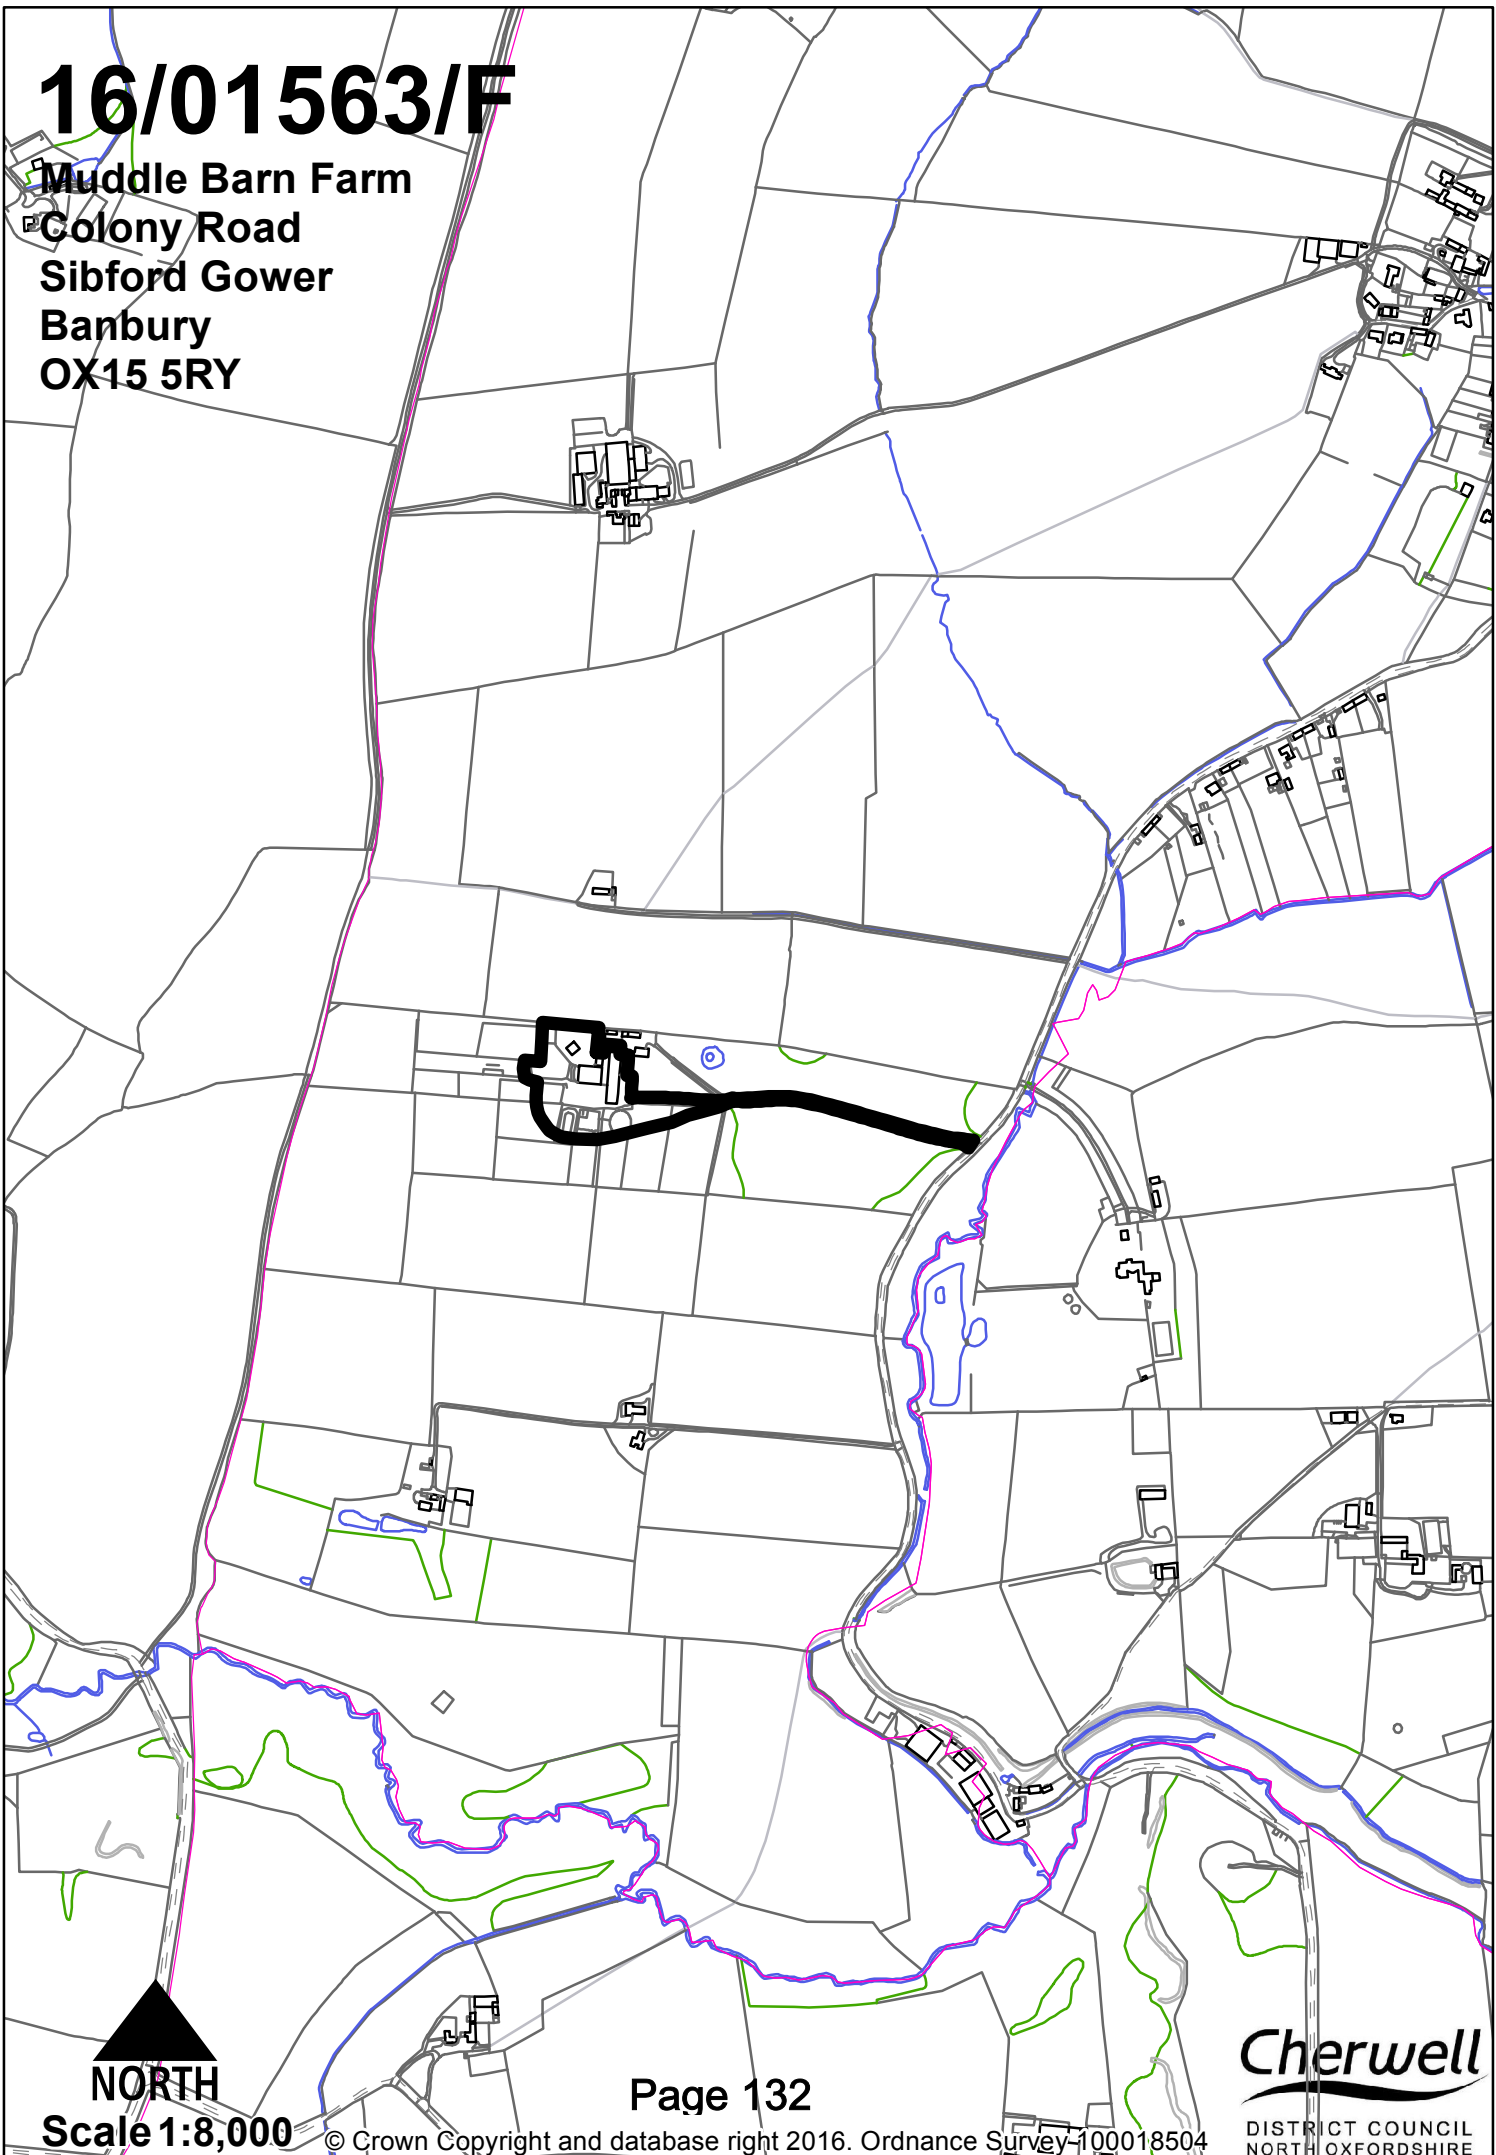 16/01563/F
Muddle Barn Farm
Colony Road
Sibford Gower
Banbury
OX15 5RY
NORTH
Scale 1:8,000
Page 132
© Crown Copyright and database right 2016. Ordnance Survey 100018504
Cherwell
DISTRICT COUNCIL
NORTH OXFORDSHIRE